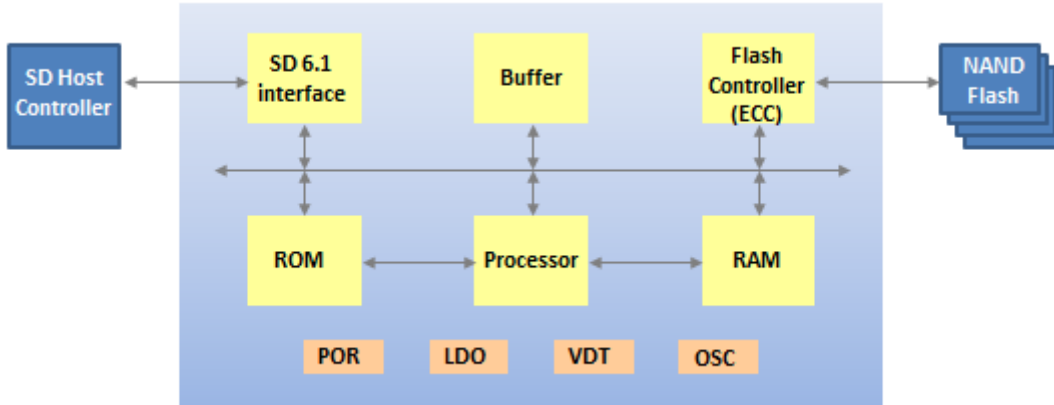 SD Host
Controller
SD 6.1
interface
Buffer
Flash
Controller
(ECC)
NAND
Flash
ROM
Processor
RAM
POR
LDO
VDT
OSC